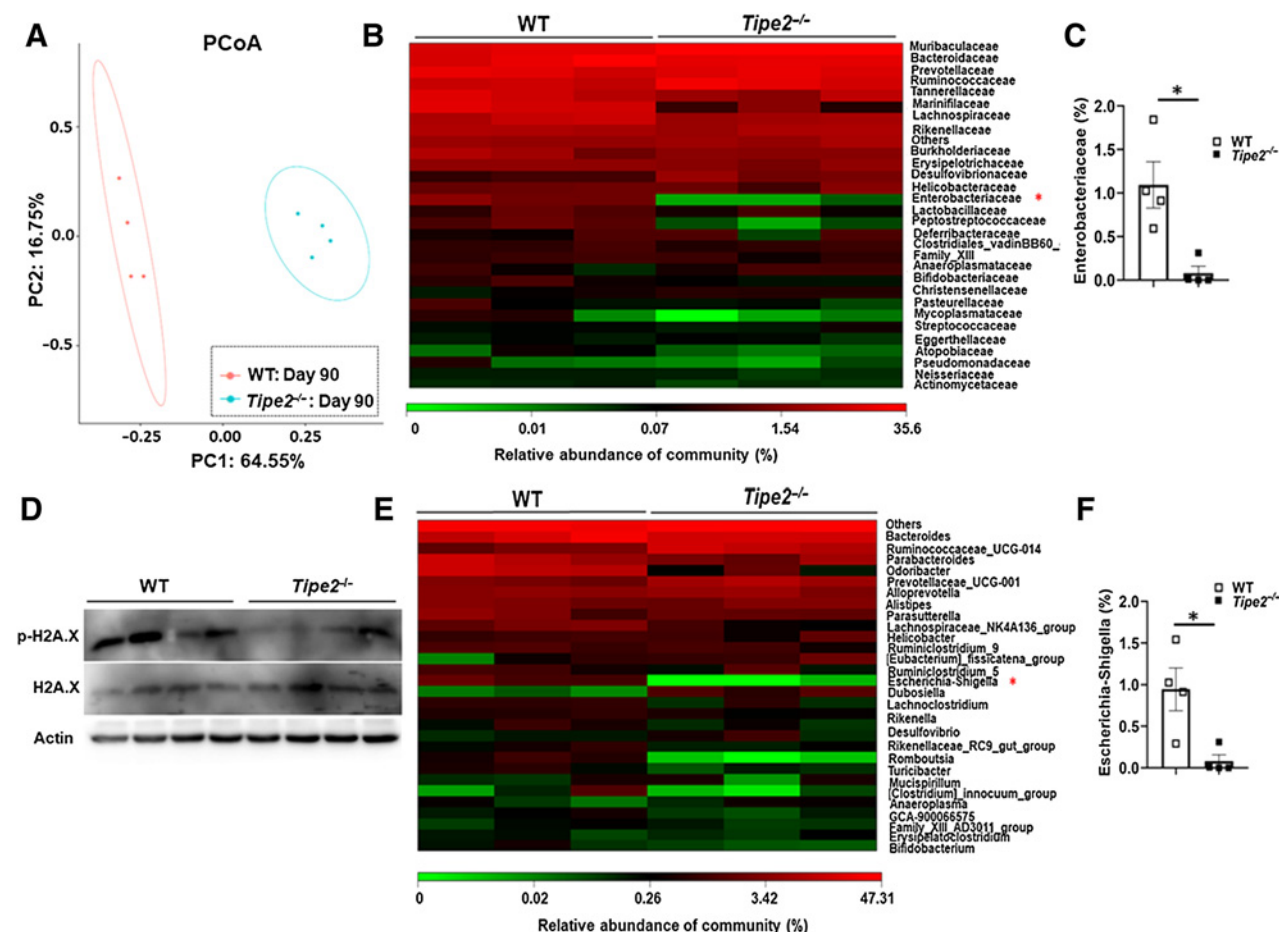 A
PCoA
PC2: 16.75%
0.5
0.0
-0.5
-0.25
0.00
0.25
PC1: 64.55%
WT: Day 90
Tipe2–/–: Day 90
B
WT
Tipe2–/–
Muribaculaceae
Bacteroidaceae
Prevotellaceae
Ruminococcaceae
Tannerellaceae
Marinifilaceae
Lachnospiraceae
Rikenellaceae
Others
Burkholderiaceae
Erysipelotrichaceae
Desulfovibrionaceae
Helicobacteraceae
Enterobacteriaceae *
Lactobacillaceae
Peptostreptococcaceae
Deferribacteraceae
Clostridiales_vadinBB60_
Family_XIII
Anaeroplasmataceae
Bifidobacteriaceae
Christensenellaceae
Pasteurellaceae
Mycoplasmataceae
Streptococcaceae
Eggerthellaceae
Atopobiaceae
Pseudomonadaceae
Neisseriaceae
Actinomycetaceae
0 0.01 0.07 1.54 35.6
Relative abundance of community (%)
C
Enterobacteriaceae (%)
2.0
1.5
1.0
0.5
0.0
*
WT
Tipe2–/–
D
WT
Tipe2–/–
p-H2A.X
H2A.X
Actin
E
WT
Tipe2–/–
Others
Bacteroides
Ruminococcaceae_UCG-014
Parabacteroides
Odoribacter
Prevotellaceae_UCG-001
Alloprevotella
Alistipes
Parasutterella
Lachnospiraceae_NK4A136_group
Helicobacter
Ruminiclostridium_9
[Eubacterium]_fissicatena_group
Ruminiclostridium_5
Escherichia-Shigella *
Dubosiella
Lachnoclostridium
Rikenella
Desulfovibrio
Rikenellaceae_RC9_gut_group
Romboutsia
Turicibacter
Mucispirillum
[Clostridium]_innocuum_group
Anaeroplasma
GCA-900066575
Family_XIII_AD3011_group
Erysipelatoclostridium
Bifidobacterium
0 0.02 0.26 3.42 47.31
Relative abundance of community (%)
F
Escherichia-Shigella (%)
2.0
1.5
1.0
0.5
0.0
*
WT
Tipe2–/–